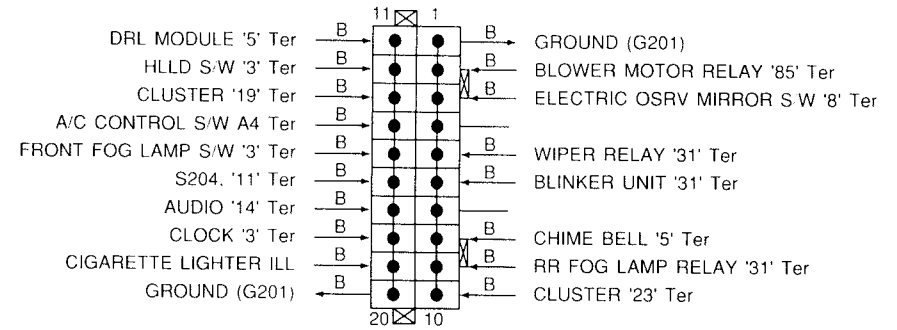 11 1
DRL MODULE '5' Ter B B GROUND (G201)
HLLD S/W '3' Ter B B BLOWER MOTOR RELAY '85' Ter
CLUSTER '19' Ter B B ELECTRIC OSRV MIRROR S/W '8' Ter
A/C CONTROL S/W A4 Ter B
FRONT FOG LAMP S/W '3' Ter B B WIPER RELAY '31' Ter
S204, '11' Ter B B BLINKER UNIT '31' Ter
AUDIO '14' Ter B
CLOCK '3' Ter B B CHIME BELL '5' Ter
CIGARETTE LIGHTER ILL B B RR FOG LAMP RELAY '31' Ter
GROUND (G201) B B CLUSTER '23' Ter
20 10